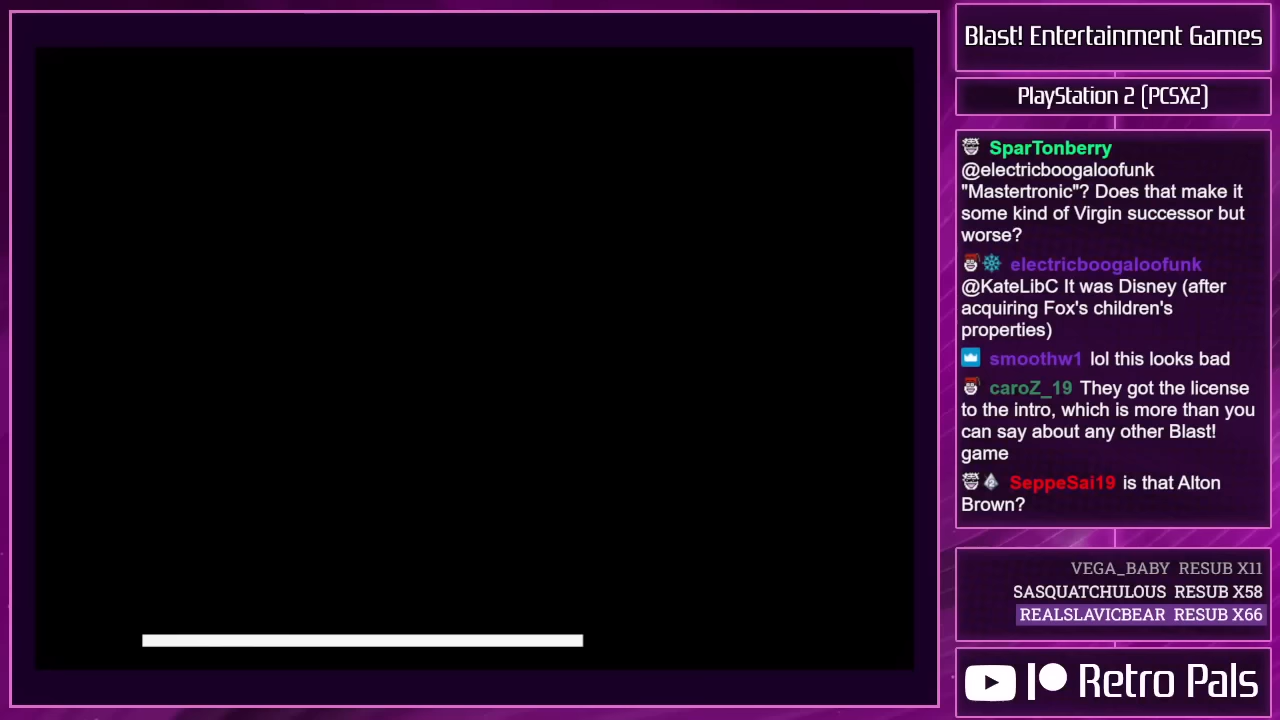 Blast! Entertainment Games
PlayStation 2 (PCSX2)
SparTonberry
@electricboogaloofunk
"Mastertronic"? Does that make it
some kind of Virgin successor but
worse?
electricboogaloofunk
@KateLibC It was Disney (after
acquiring Fox's children's
properties)
smoothw1 lol this looks bad
caroZ_19 They got the license
to the intro, which is more than you
can say about any other Blast!
game
2 SeppeSai19 is that Alton
Brown?
VEGA_BABY RESUB X11
SASQUATCHULOUS RESUB X58
REALSLAVICBEAR RESUB X66
Retro Pals